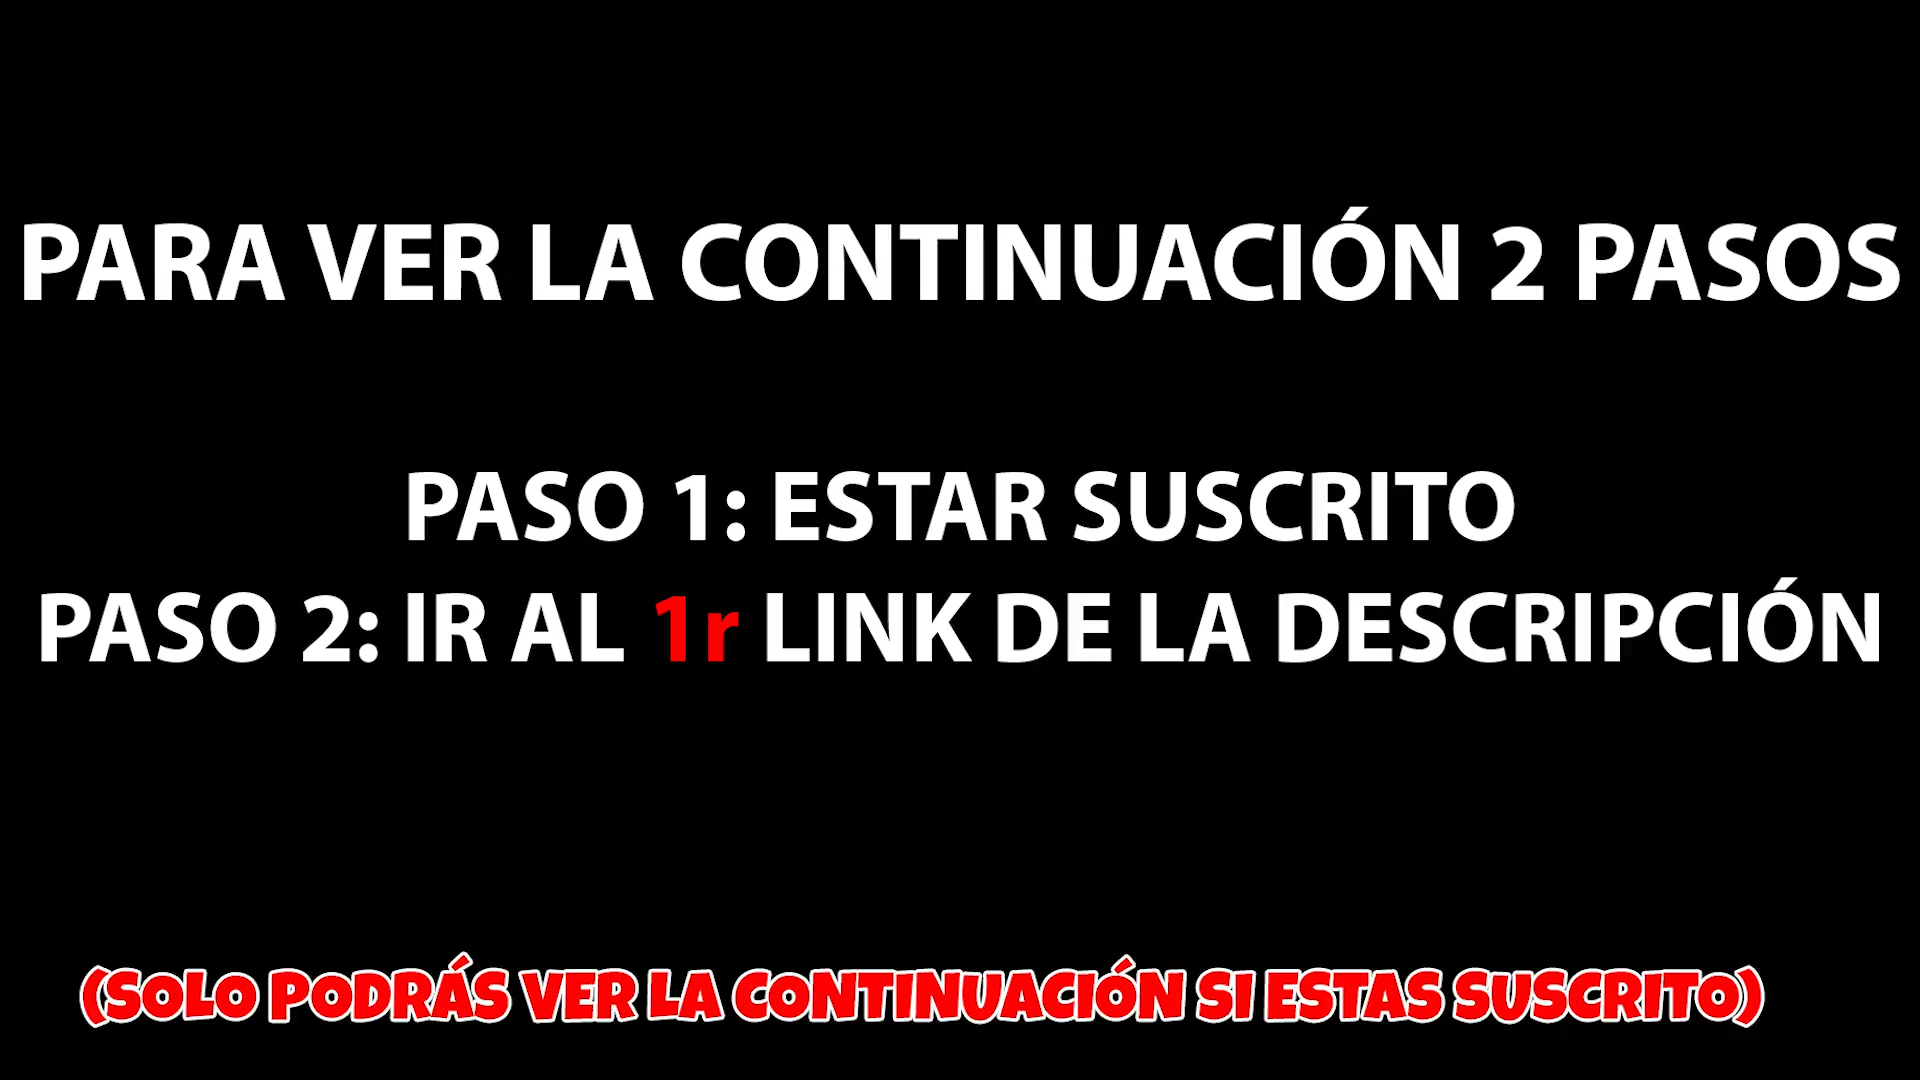 PARA VER LA CONTINUACIÓN 2 PASOS
PASO 1: ESTAR SUSCRITO
PASO 2: IR AL 1r LINK DE LA DESCRIPCIÓN
(SOLO PODRÁS VER LA CONTINUACIÓN SI ESTAS SUSCRITO)